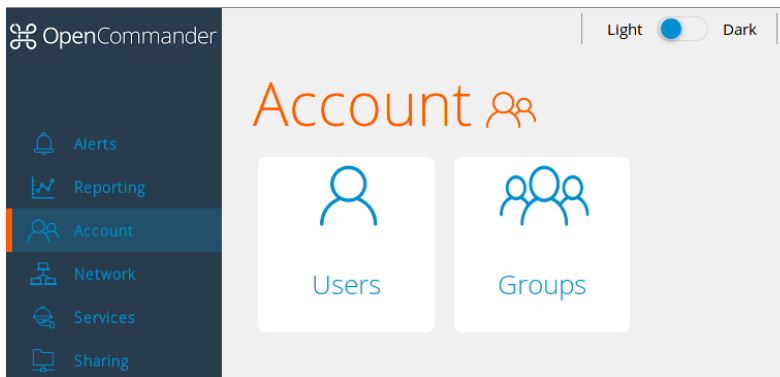 OpenCommander
Light Dark
Account
Alerts
Reporting
Account
Network
Services
Sharing
Users Groups